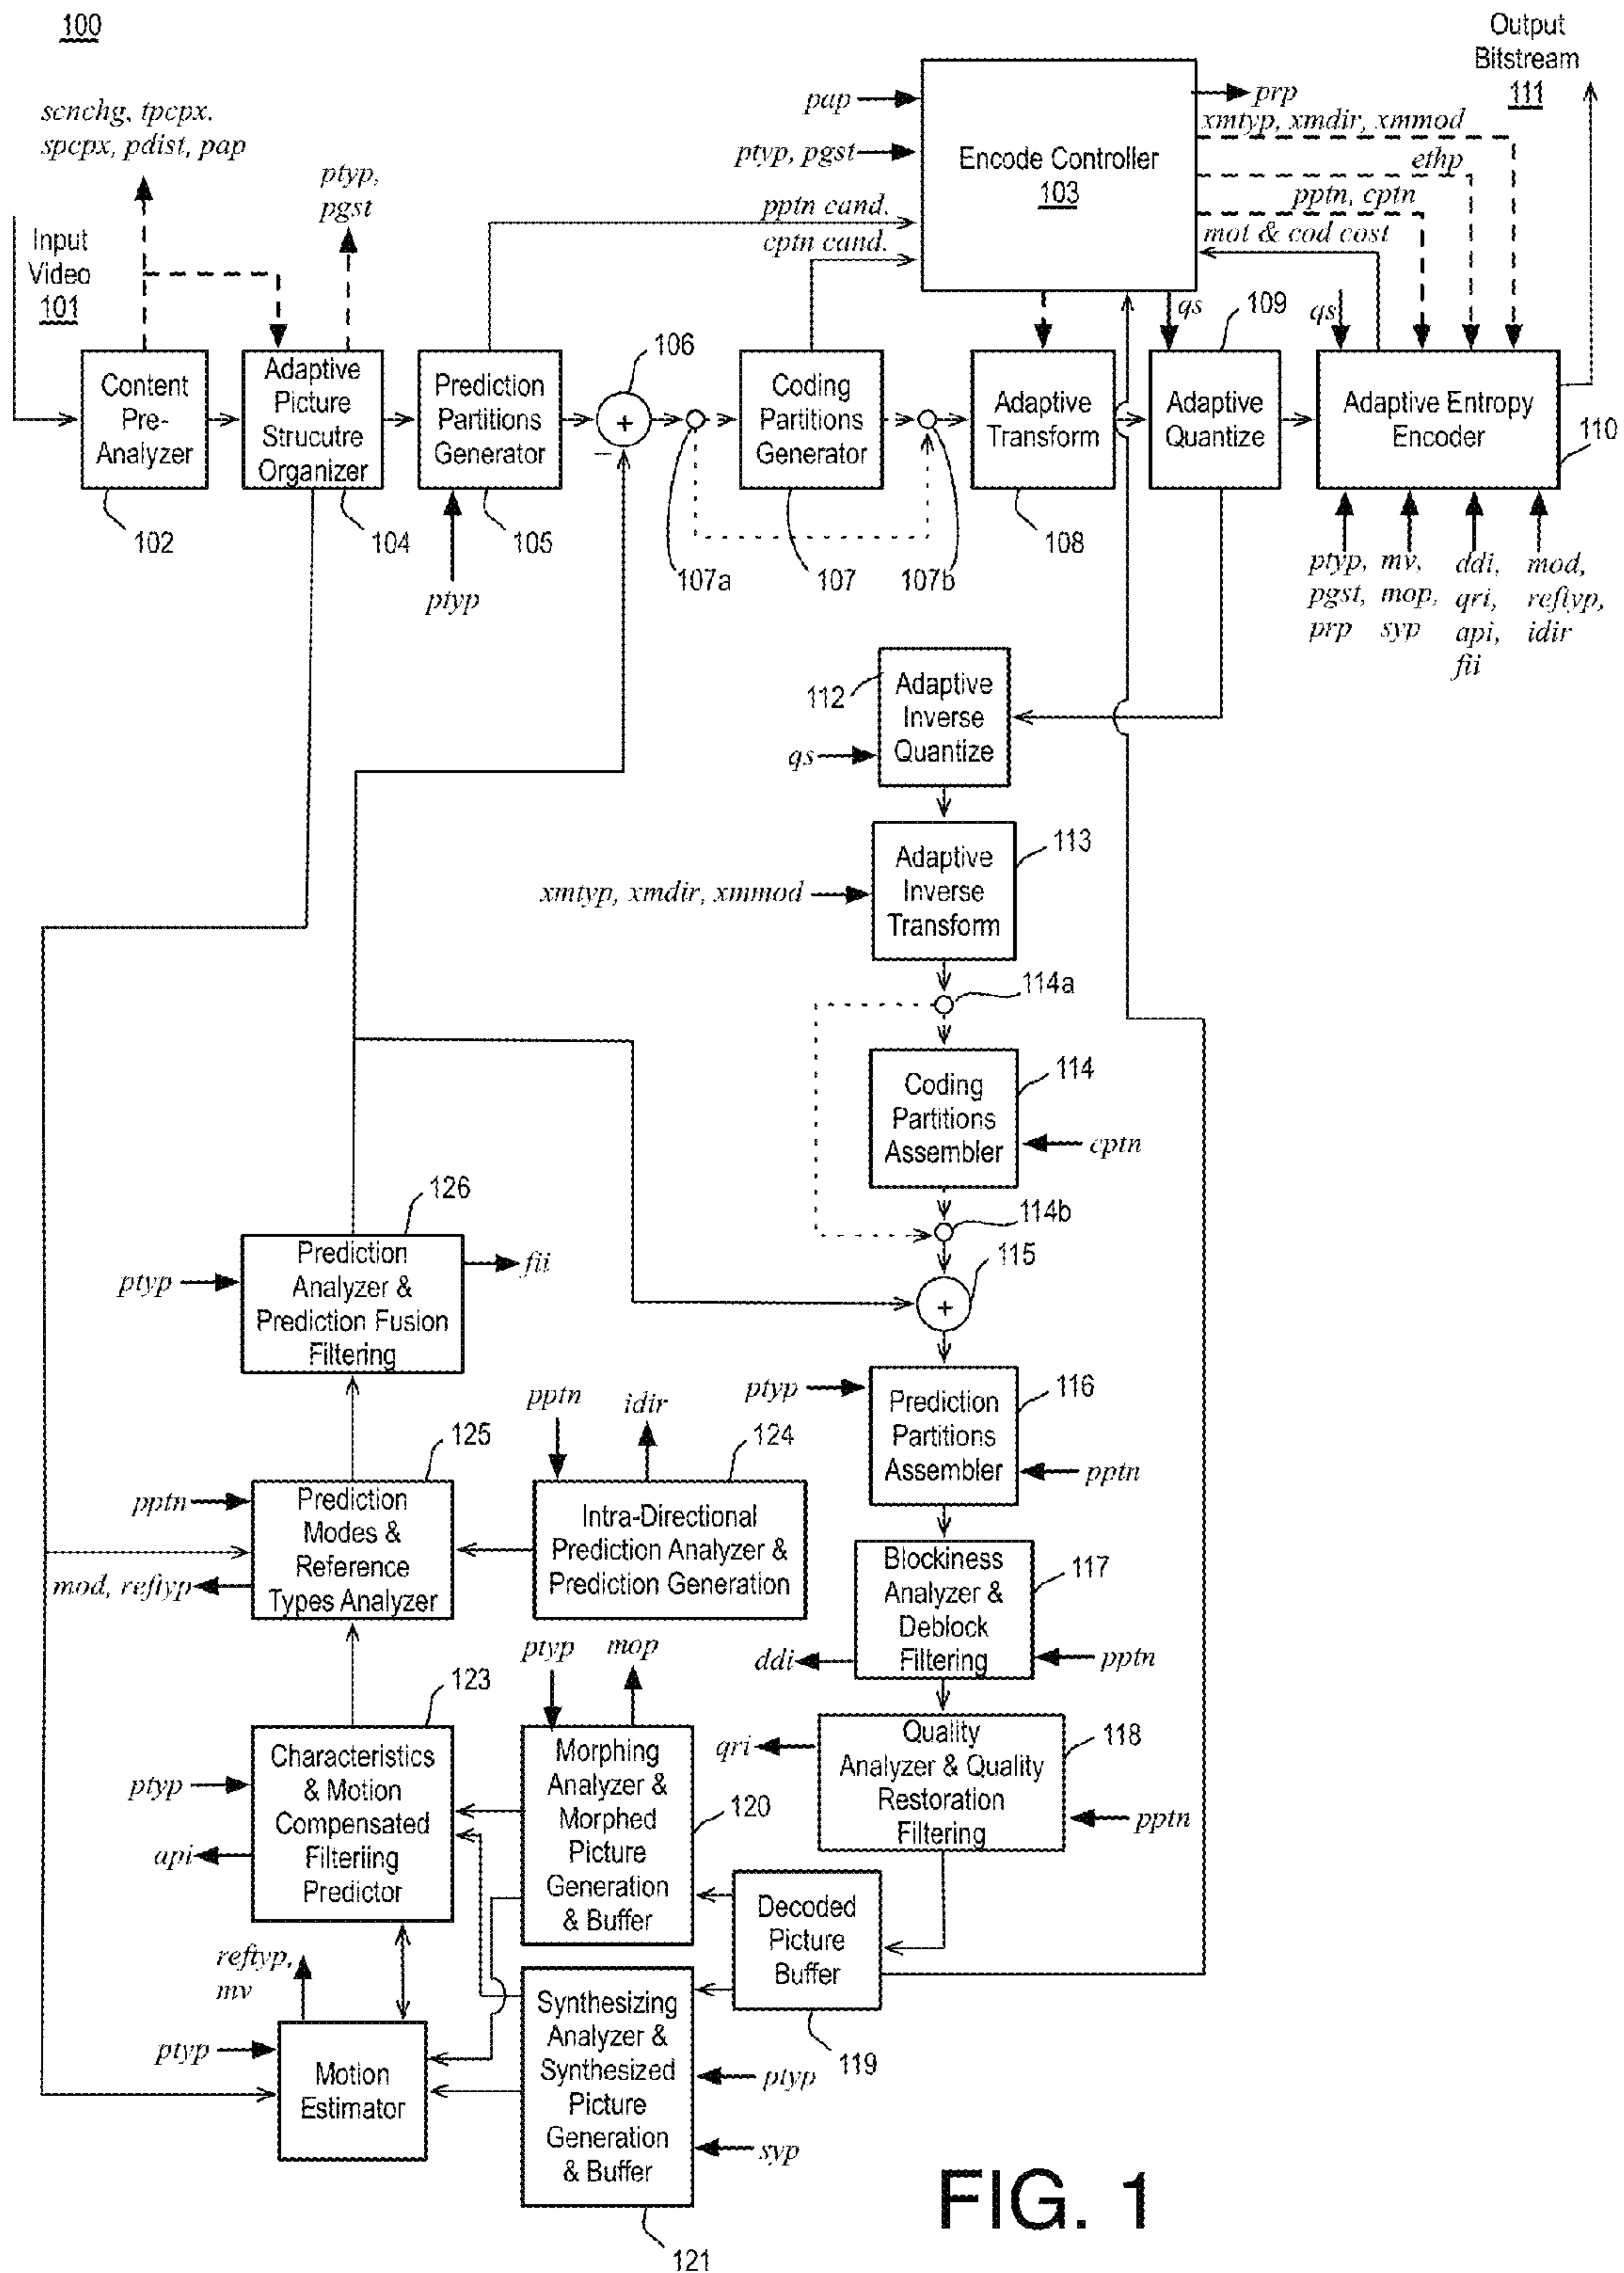 100
Output
Bitstream
111
scnchg, tpcpx.
spcpx, pdist, pap
ptyp,
pgst
Input
Video
101
pap
ptyp, pgst
pptn cand.
cptn cand.
Encode Controller
103
prp
xmtyp, xmdir, xmmod
ethp
pptn, cptn
mot & cod cost
qs
109
qs
106
Content
Pre-
Analyzer
102
Adaptive
Picture
Strucutre
Organizer
104
Prediction
Partitions
Generator
105
ptyp
+
−
107a
Coding
Partitions
Generator
107
107b
Adaptive
Transform
108
Adaptive
Quantize
Adaptive Entropy
Encoder
110
ptyp,
pgst,
prp
mv,
mop,
syp
ddi,
qri,
api,
fii
mod,
reftyp,
idir
112
Adaptive
Inverse
Quantize
qs
113
Adaptive
Inverse
Transform
xmtyp, xmdir, xmmod
114a
114
Coding
Partitions
Assembler
cptn
114b
115
+
126
Prediction
Analyzer &
Prediction Fusion
Filtering
ptyp
fii
ptyp
116
Prediction
Partitions
Assembler
pptn
125
Prediction
Modes &
Reference
Types Analyzer
pptn
mod, reftyp
pptn
idir
124
Intra-Directional
Prediction Analyzer &
Prediction Generation
Blockiness
Analyzer &
Deblock
Filtering
117
ddi
pptn
123
Characteristics
& Motion
Compensated
Filteriing
Predictor
ptyp
api
ptyp
mop
Morphing
Analyzer &
Morphed
Picture
Generation
& Buffer
120
qri
Quality
Analyzer & Quality
Restoration
Filtering
118
pptn
Decoded
Picture
Buffer
119
reftyp,
mv
ptyp
Motion
Estimator
Synthesizing
Analyzer &
Synthesized
Picture
Generation
& Buffer
ptyp
syp
121
FIG. 1